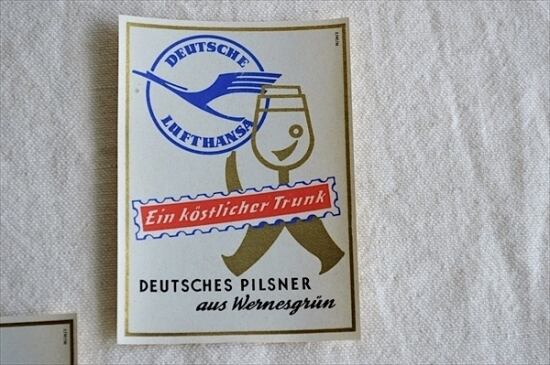 DEUTSCHE
LUFTHANSA
Ein köstlicher Trunk
DEUTSCHES PILSNER
aus Wernesgrün